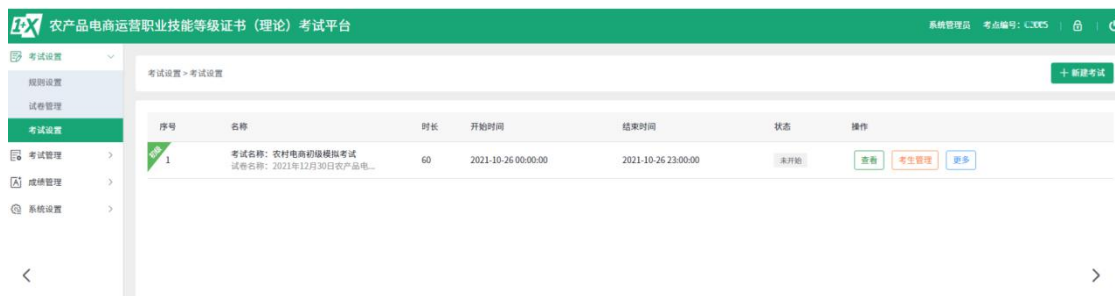 1+X 农产品电商运营职业技能等级证书（理论）考试平台
系统管理员 考点编号：
考试设置
规则设置
试卷管理
考试设置
考试管理
成绩管理
系统设置
考试设置 > 考试设置
+ 新建考试
序号 名称 时长 开始时间 结束时间 状态 操作
初级
1 考试名称：农村电商初级模拟考试 60 2021-10-26 00:00:00 2021-10-26 23:00:00 未开始 查看 考生管理 更多
试卷名称：2021年12月30日农产品电...